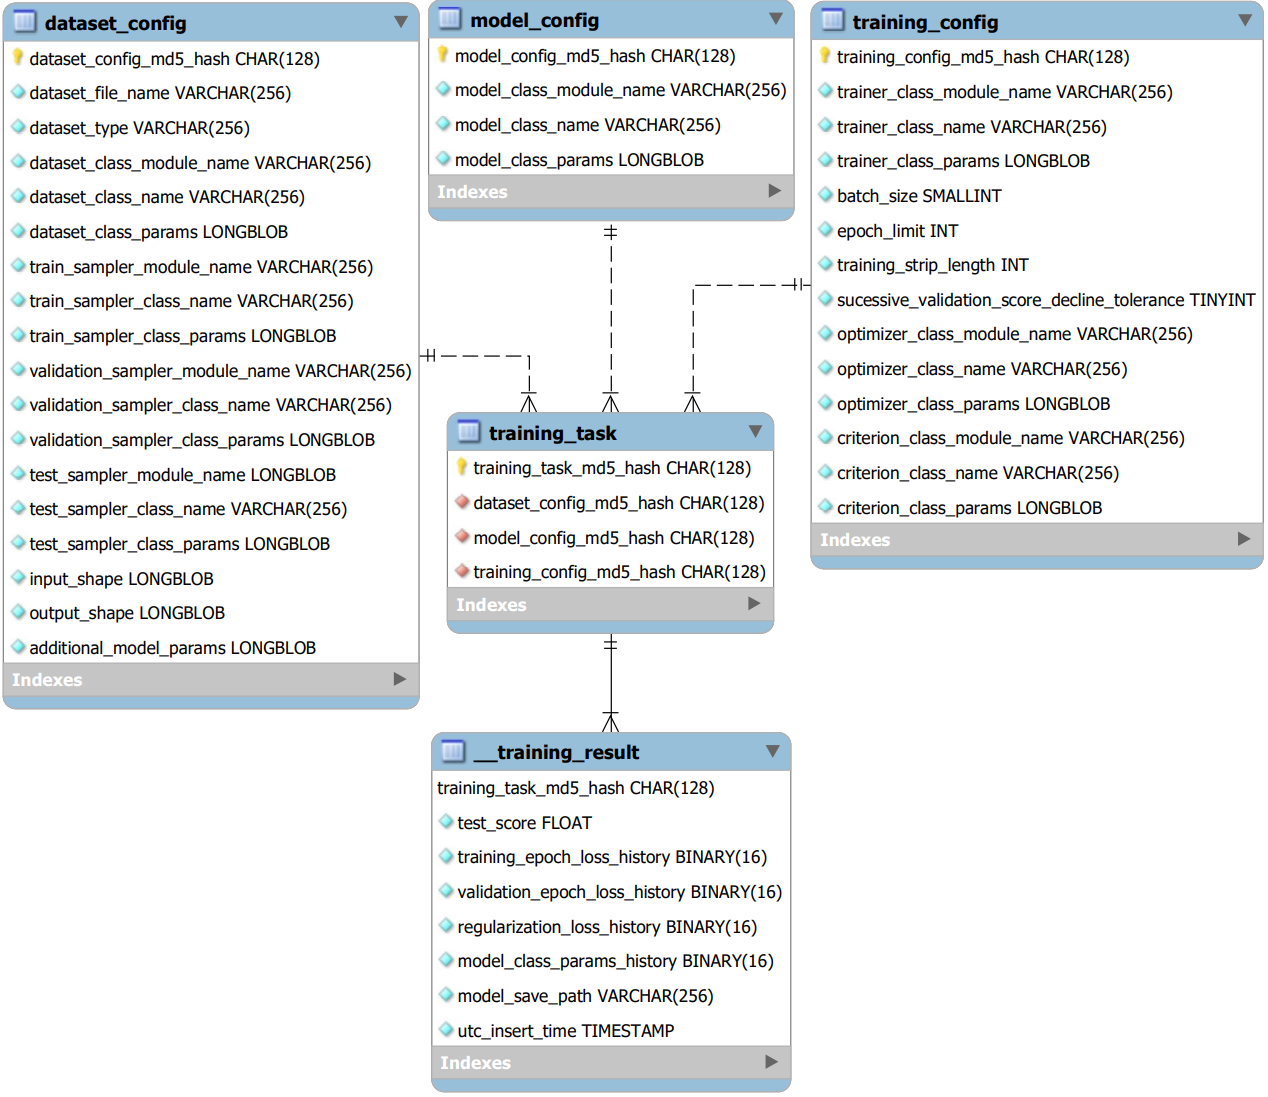 dataset_config
dataset_config_md5_hash CHAR(128)
dataset_file_name VARCHAR(256)
dataset_type VARCHAR(256)
dataset_class_module_name VARCHAR(256)
dataset_class_name VARCHAR(256)
dataset_class_params LONGBLOB
train_sampler_module_name VARCHAR(256)
train_sampler_class_name VARCHAR(256)
train_sampler_class_params LONGBLOB
validation_sampler_module_name VARCHAR(256)
validation_sampler_class_name VARCHAR(256)
validation_sampler_class_params LONGBLOB
test_sampler_module_name LONGBLOB
test_sampler_class_name VARCHAR(256)
test_sampler_class_params LONGBLOB
input_shape LONGBLOB
output_shape LONGBLOB
additional_model_params LONGBLOB
Indexes
model_config
model_config_md5_hash CHAR(128)
model_class_module_name VARCHAR(256)
model_class_name VARCHAR(256)
model_class_params LONGBLOB
Indexes
training_config
training_config_md5_hash CHAR(128)
trainer_class_module_name VARCHAR(256)
trainer_class_name VARCHAR(256)
trainer_class_params LONGBLOB
batch_size SMALLINT
epoch_limit INT
training_strip_length INT
sucessive_validation_score_decline_tolerance TINYINT
optimizer_class_module_name VARCHAR(256)
optimizer_class_name VARCHAR(256)
optimizer_class_params LONGBLOB
criterion_class_module_name VARCHAR(256)
criterion_class_name VARCHAR(256)
criterion_class_params LONGBLOB
Indexes
training_task
training_task_md5_hash CHAR(128)
dataset_config_md5_hash CHAR(128)
model_config_md5_hash CHAR(128)
training_config_md5_hash CHAR(128)
Indexes
__training_result
training_task_md5_hash CHAR(128)
test_score FLOAT
training_epoch_loss_history BINARY(16)
validation_epoch_loss_history BINARY(16)
regularization_loss_history BINARY(16)
model_class_params_history BINARY(16)
model_save_path VARCHAR(256)
utc_insert_time TIMESTAMP
Indexes